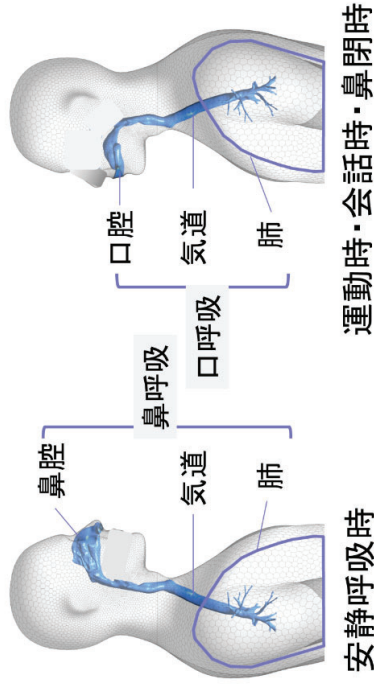 鼻腔
気道
肺
安静呼吸時
鼻呼吸
口呼吸
口腔
気道
肺
運動時・会話時・鼻閉時